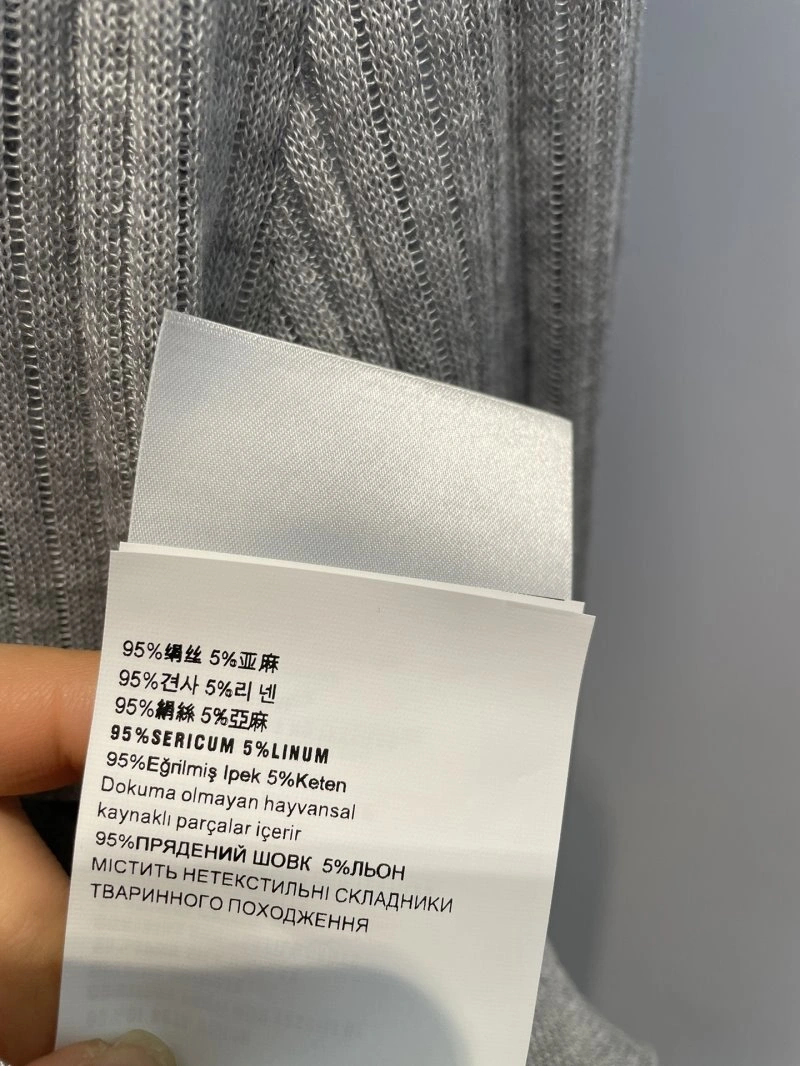 95%绢丝 5%亚麻
95%견사 5%리 넨
95%絹絲 5%亞麻
95%SERICUM 5%LINUM
95%Eğrilmiş Ipek 5%Keten
Dokuma olmayan hayvansal
kaynaklı parçalar içerir
95%ПРЯДЕНИЙ ШОВК 5%ЛЬОН
МІСТИТЬ НЕТЕКСТИЛЬНІ СКЛАДНИКИ
ТВАРИННОГО ПОХОДЖЕННЯ